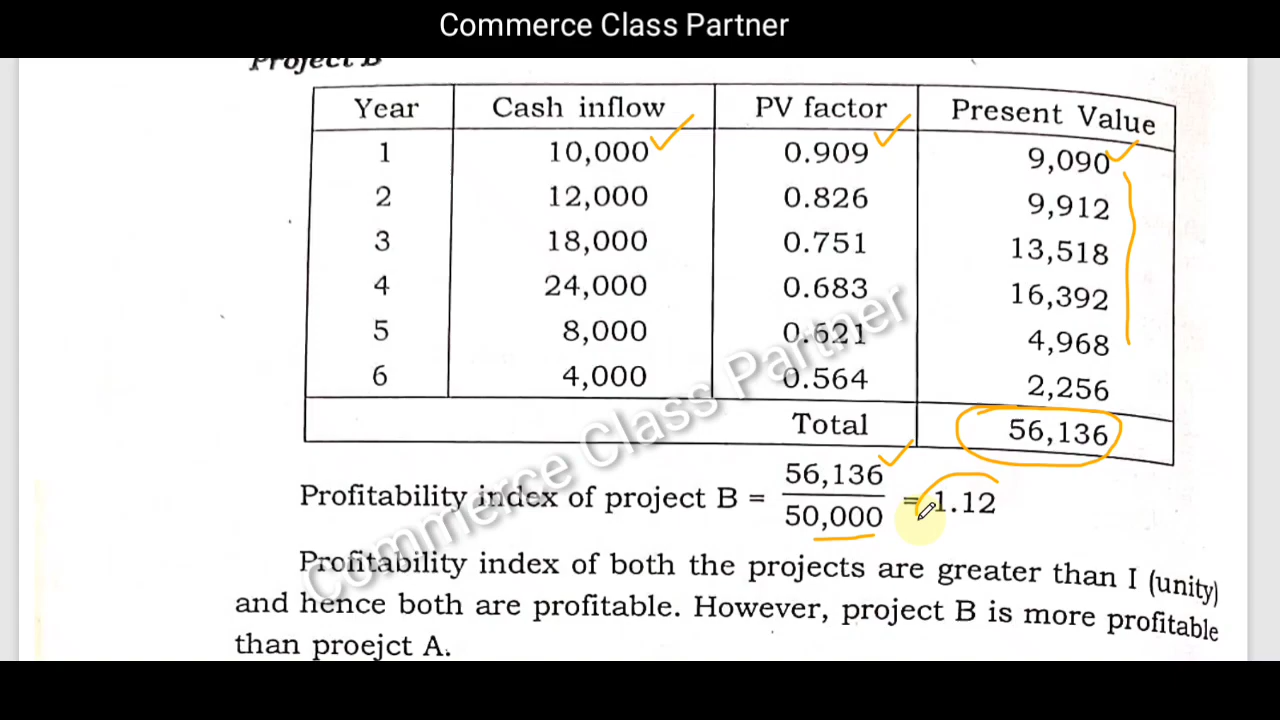 Commerce Class Partner
Project B
Year Cash inflow PV factor Present Value
1 10,000 0.909 9,090
2 12,000 0.826 9,912
3 18,000 0.751 13,518
4 24,000 0.683 16,392
5 8,000 0.621 4,968
6 4,000 0.564 2,256
Total 56,136
Profitability index of project B = 56,136 / 50,000 = 1.12
Profitability index of both the projects are greater than I (unity)
and hence both are profitable. However, project B is more profitable
than proejct A.
Commerce Class Partner